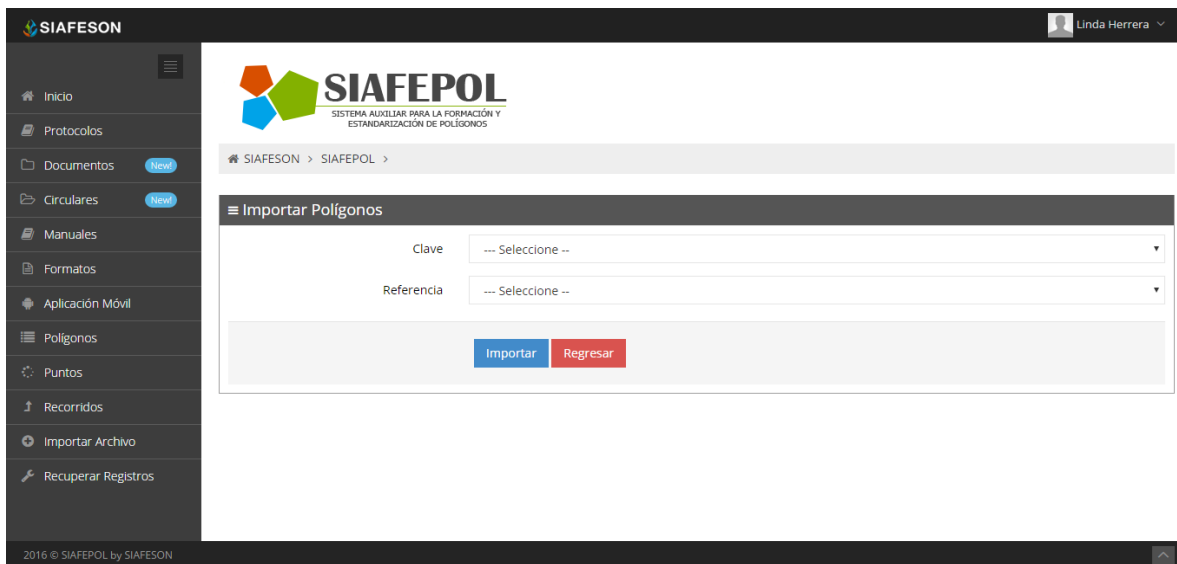 SIAFESON
Linda Herrera
Inicio
Protocolos
Documentos New!
Circulares New!
Manuales
Formatos
Aplicación Móvil
Polígonos
Puntos
Recorridos
Importar Archivo
Recuperar Registros
SIAFEPOL
SISTEMA AUXILIAR PARA LA FORMACIÓN Y
ESTANDARIZACIÓN DE POLÍGONOS
SIAFESON > SIAFEPOL >
Importar Polígonos
Clave --- Seleccione --
Referencia --- Seleccione --
Importar Regresar
2016 © SIAFEPOL by SIAFESON